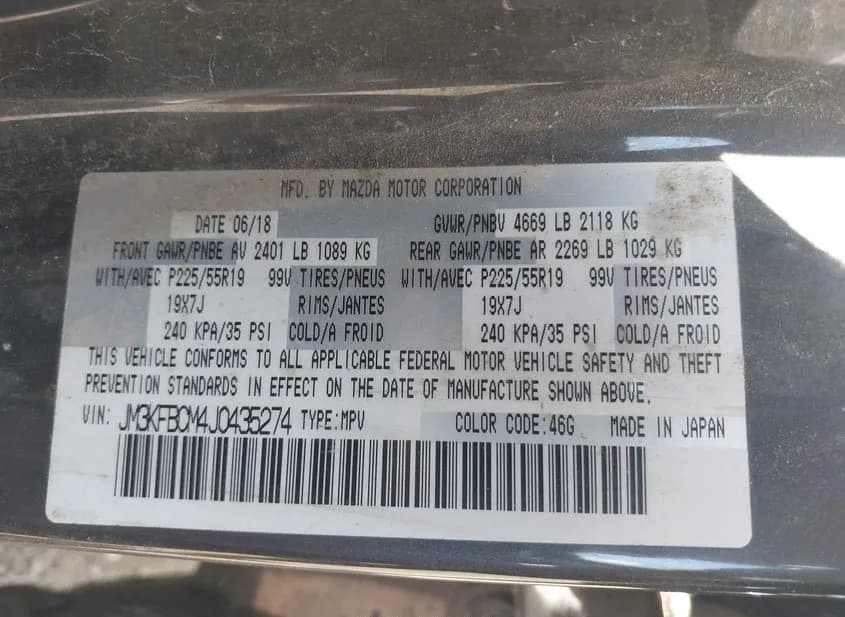 MFD. BY MAZDA MOTOR CORPORATION
DATE 06/18 GVWR/PNBV 4669 LB 2118 KG
FRONT GAWR/PNBE AV 2401 LB 1089 KG REAR GAWR/PNBE AR 2269 LB 1029 KG
WITH/AVEC P225/55R19 99V TIRES/PNEUS WITH/AVEC P225/55R19 99V TIRES/PNEUS
19X7J RIMS/JANTES 19X7J RIMS/JANTES
240 KPA/35 PSI COLD/A FROID 240 KPA/35 PSI COLD/A FROID
THIS VEHICLE CONFORMS TO ALL APPLICABLE FEDERAL MOTOR VEHICLE SAFETY AND THEFT
PREVENTION STANDARDS IN EFFECT ON THE DATE OF MANUFACTURE SHOWN ABOVE.
VIN: JM3KFBCM4J0435274 TYPE:MPV COLOR CODE:46G MADE IN JAPAN